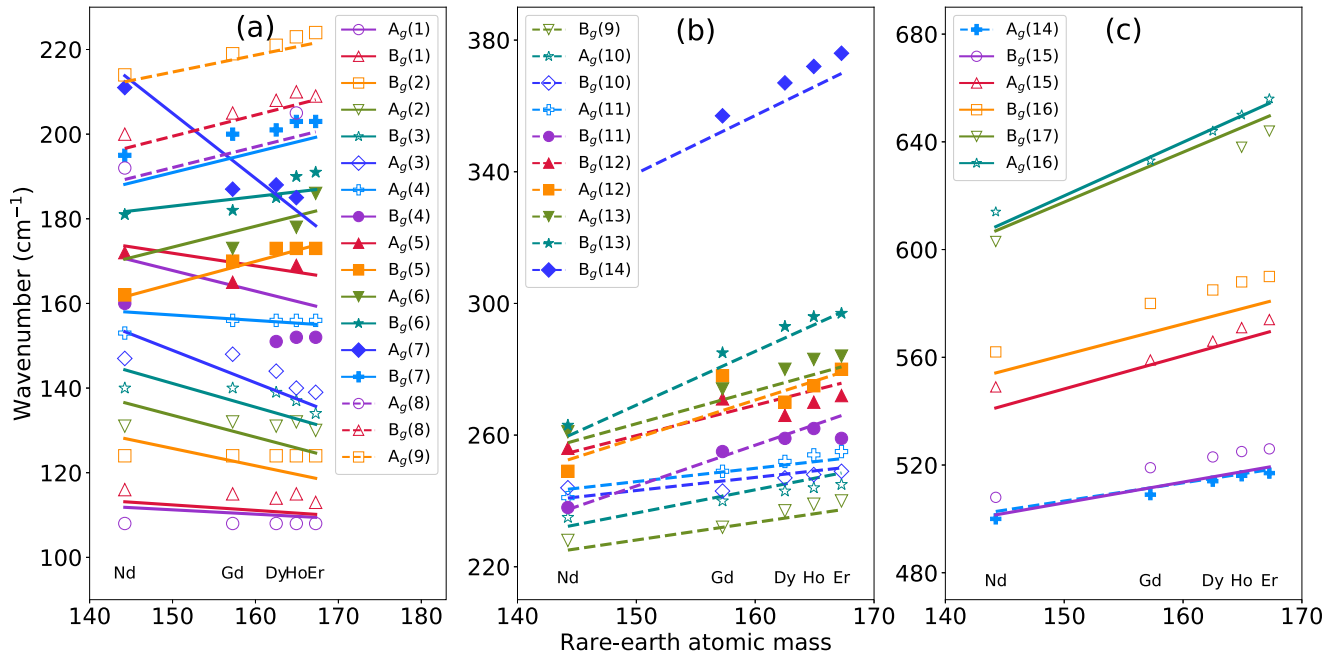 (a)
A_g(1)
B_g(1)
B_g(2)
A_g(2)
B_g(3)
A_g(3)
A_g(4)
B_g(4)
A_g(5)
B_g(5)
A_g(6)
B_g(6)
A_g(7)
B_g(7)
A_g(8)
B_g(8)
A_g(9)
220
200
180
160
140
120
100
Wavenumber (cm⁻¹)
Nd Gd Dy Ho Er
140 150 160 170 180
(b)
B_g(9)
A_g(10)
B_g(10)
A_g(11)
B_g(11)
B_g(12)
A_g(12)
A_g(13)
B_g(13)
B_g(14)
380
340
300
260
220
Nd Gd Dy Ho Er
140 150 160 170
Rare-earth atomic mass
(c)
A_g(14)
B_g(15)
A_g(15)
B_g(16)
B_g(17)
A_g(16)
680
640
600
560
520
480
Nd Gd Dy Ho Er
140 150 160 170